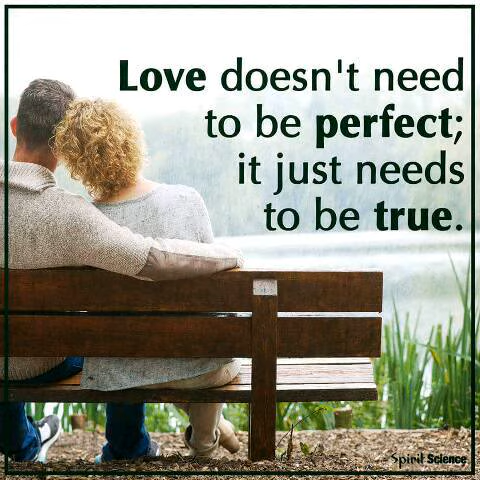 Love doesn't need
to be perfect;
it just needs
to be true.
Spirit Science